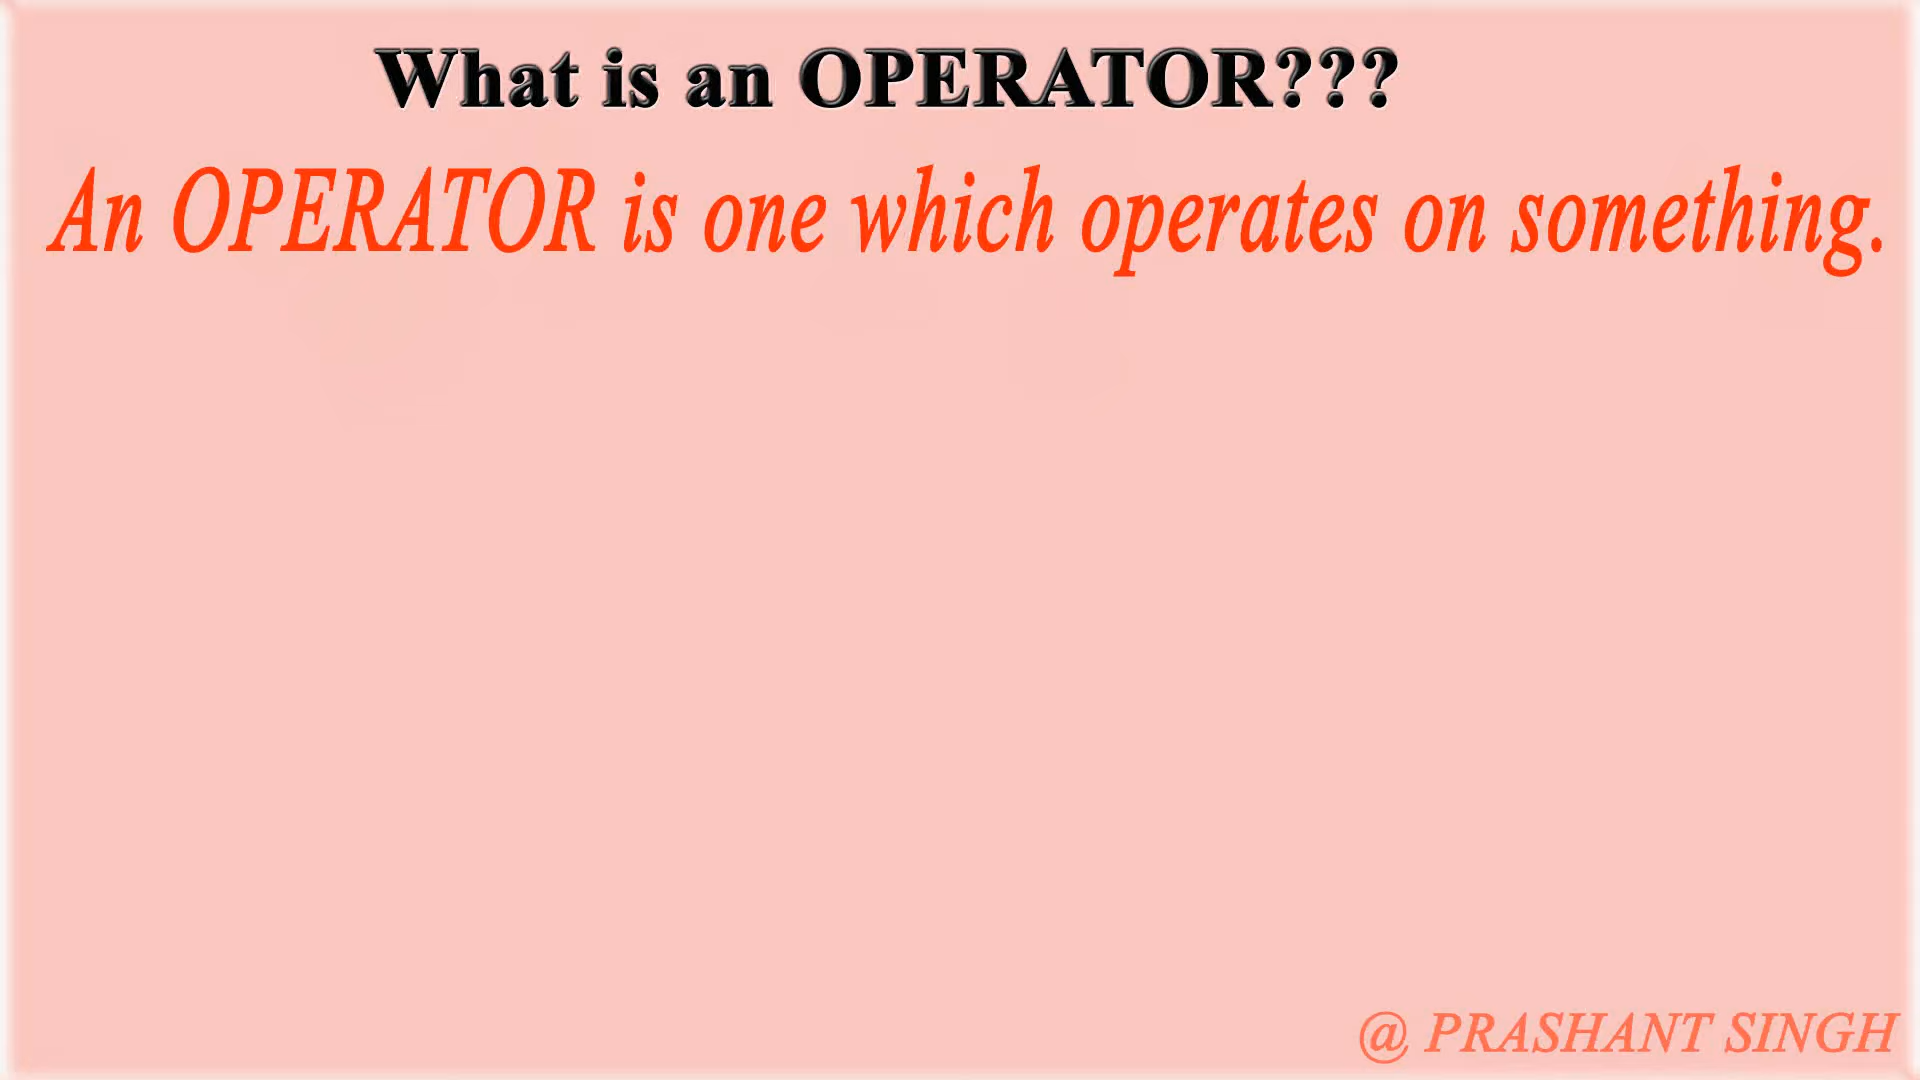 What is an OPERATOR???
An OPERATOR is one which operates on something.
@ PRASHANT SINGH